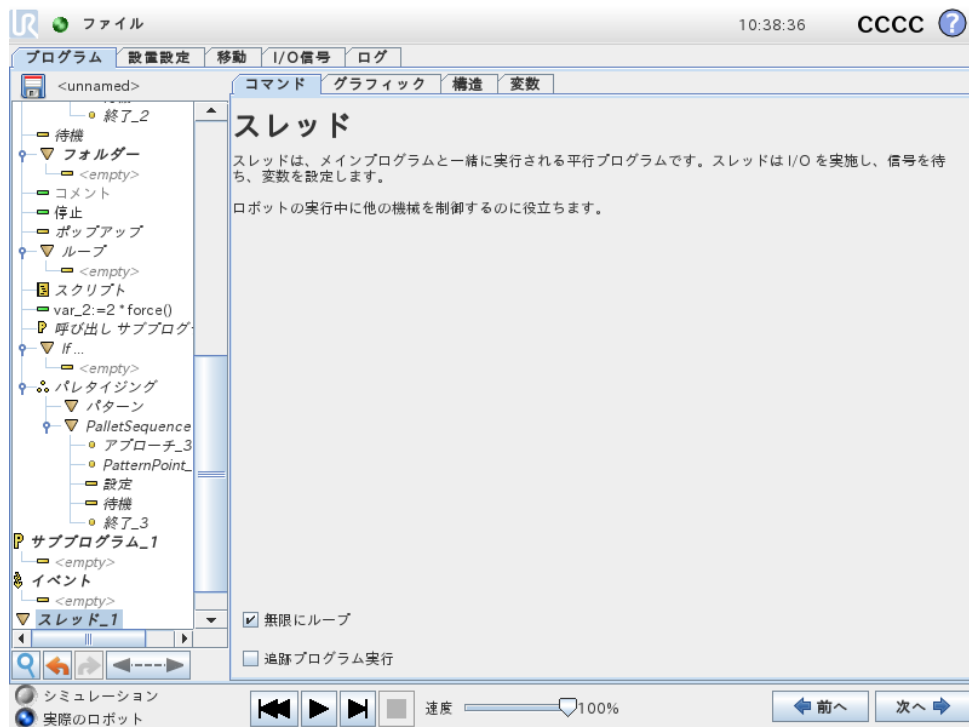 UR ファイル 10:38:36 CCCC ?
プログラム 設置設定 移動 I/O信号 ログ
<unnamed>
コマンド グラフィック 構造 変数
終了_2
待機
フォルダー
<empty>
コメント
停止
ポップアップ
ループ
<empty>
スクリプト
var_2:=2 * force()
呼び出し サブプログ
If ...
<empty>
パレタイジング
パターン
PalletSequence
アプローチ_3
PatternPoint_
設定
待機
終了_3
サブプログラム_1
<empty>
イベント
<empty>
スレッド_1
スレッド
スレッドは、メインプログラムと一緒に実行される平行プログラムです。スレッドは I/O を実施し、信号を待
ち、変数を設定します。
ロボットの実行中に他の機械を制御するのに役立ちます。
無限にループ
追跡プログラム実行
シミュレーション
実際のロボット
速度 100%
前へ 次へ